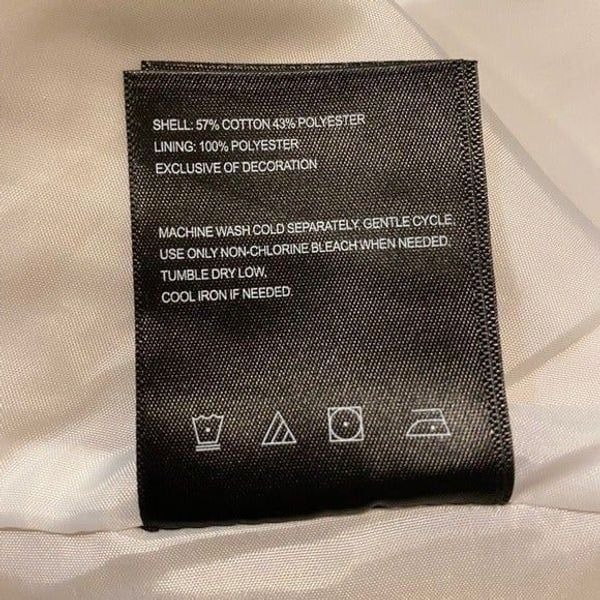 SHELL: 57% COTTON 43% POLYESTER
LINING: 100% POLYESTER
EXCLUSIVE OF DECORATION
MACHINE WASH COLD SEPARATELY. GENTLE CYCLE.
USE ONLY NON-CHLORINE BLEACH WHEN NEEDED.
TUMBLE DRY LOW.
COOL IRON IF NEEDED.